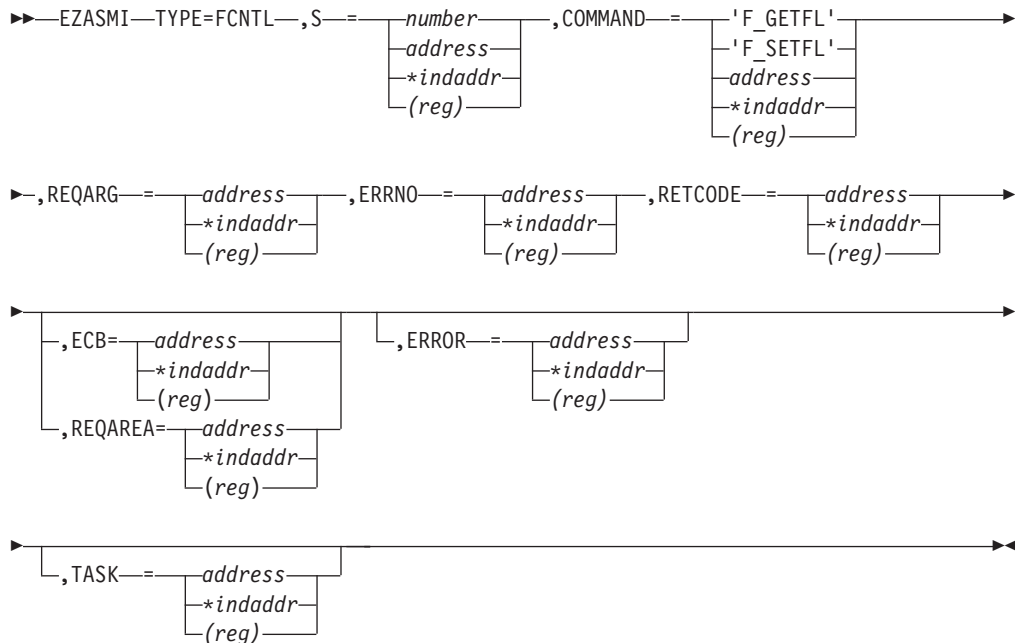 ▶▶—EZASMI—TYPE=FCNTL—,S—=—number—,COMMAND—=—'F_GETFL'—▶
address 'F_SETFL'
*indaddr address
(reg) *indaddr
(reg)
▶—,REQARG—=—address—,ERRNO—=—address—,RETCODE—=—address—▶
*indaddr *indaddr *indaddr
(reg) (reg) (reg)
▶—▶
,ECB=address ,ERROR—=—address
*indaddr *indaddr
(reg) (reg)
,REQAREA=address
*indaddr
(reg)
▶—▶◀
,TASK—=—address
*indaddr
(reg)